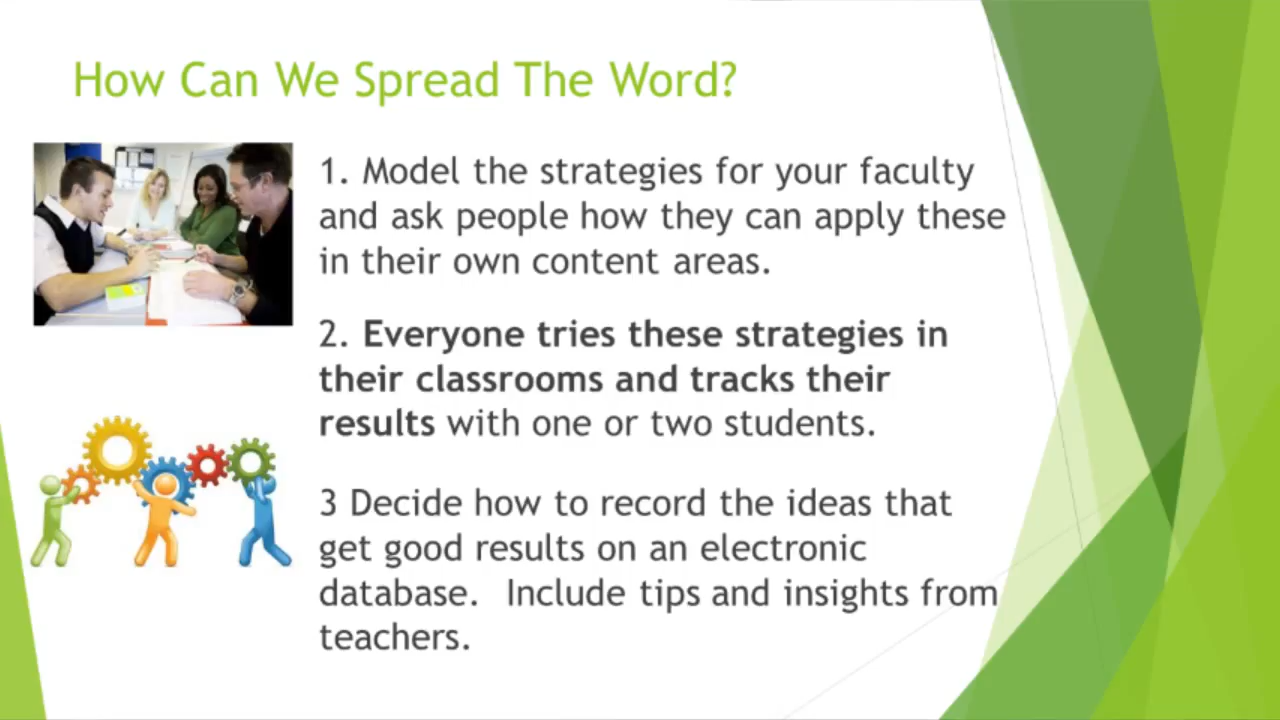 How Can We Spread The Word?
1. Model the strategies for your faculty
and ask people how they can apply these
in their own content areas.
2. Everyone tries these strategies in
their classrooms and tracks their
results with one or two students.
3 Decide how to record the ideas that
get good results on an electronic
database.  Include tips and insights from
teachers.